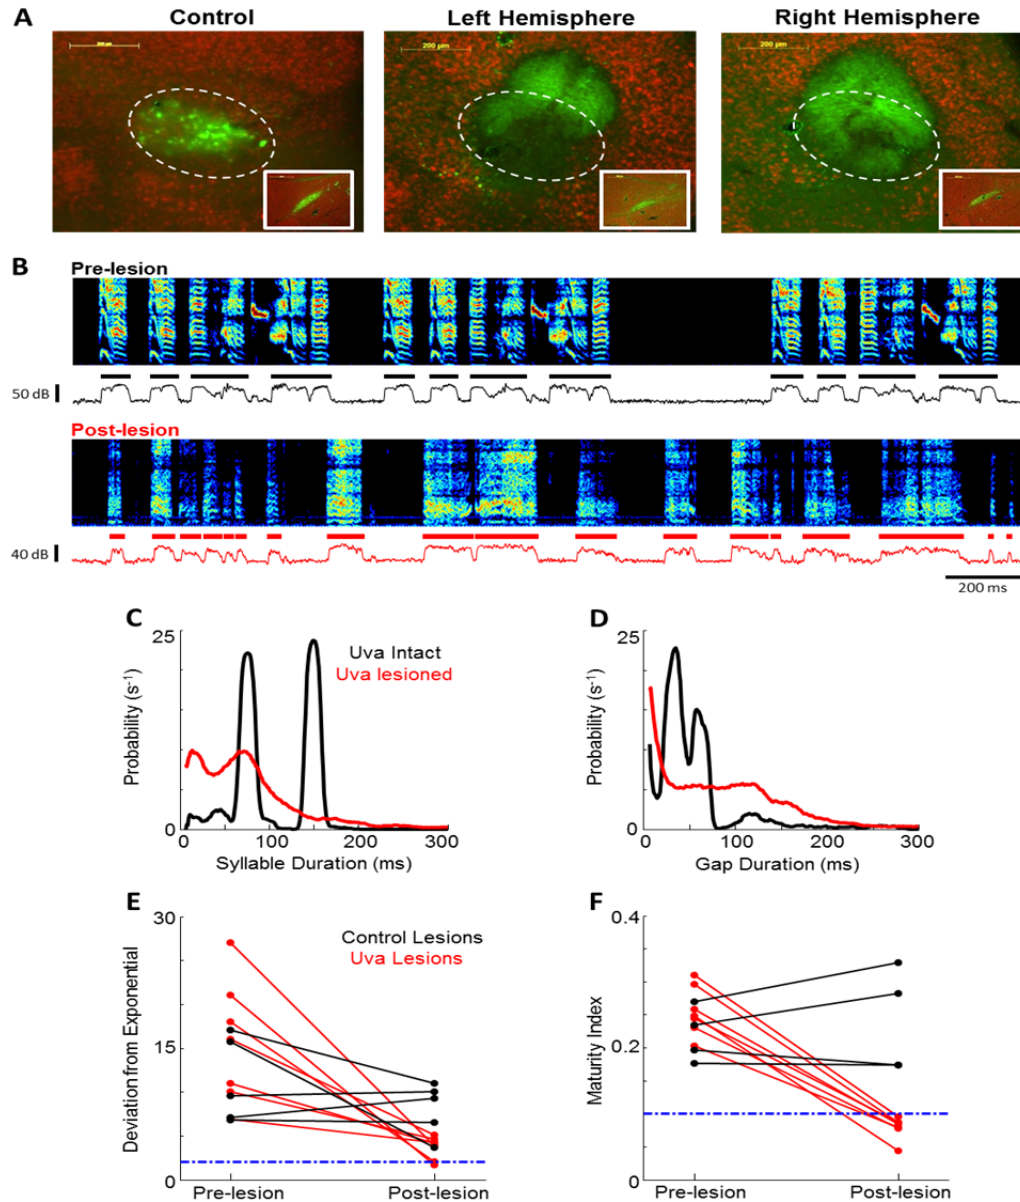 A
Control
Left Hemisphere
Right Hemisphere
200 µm
200 µm
B
Pre-lesion
50 dB
Post-lesion
40 dB
200 ms
C
25
Uva Intact
Uva lesioned
Probability (s⁻¹)
0
0
100
200
300
Syllable Duration (ms)
D
25
Probability (s⁻¹)
0
0
100
200
300
Gap Duration (ms)
E
30
Control Lesions
Uva Lesions
Deviation from Exponential
15
0
Pre-lesion
Post-lesion
F
0.4
Maturity Index
0.2
0
Pre-lesion
Post-lesion